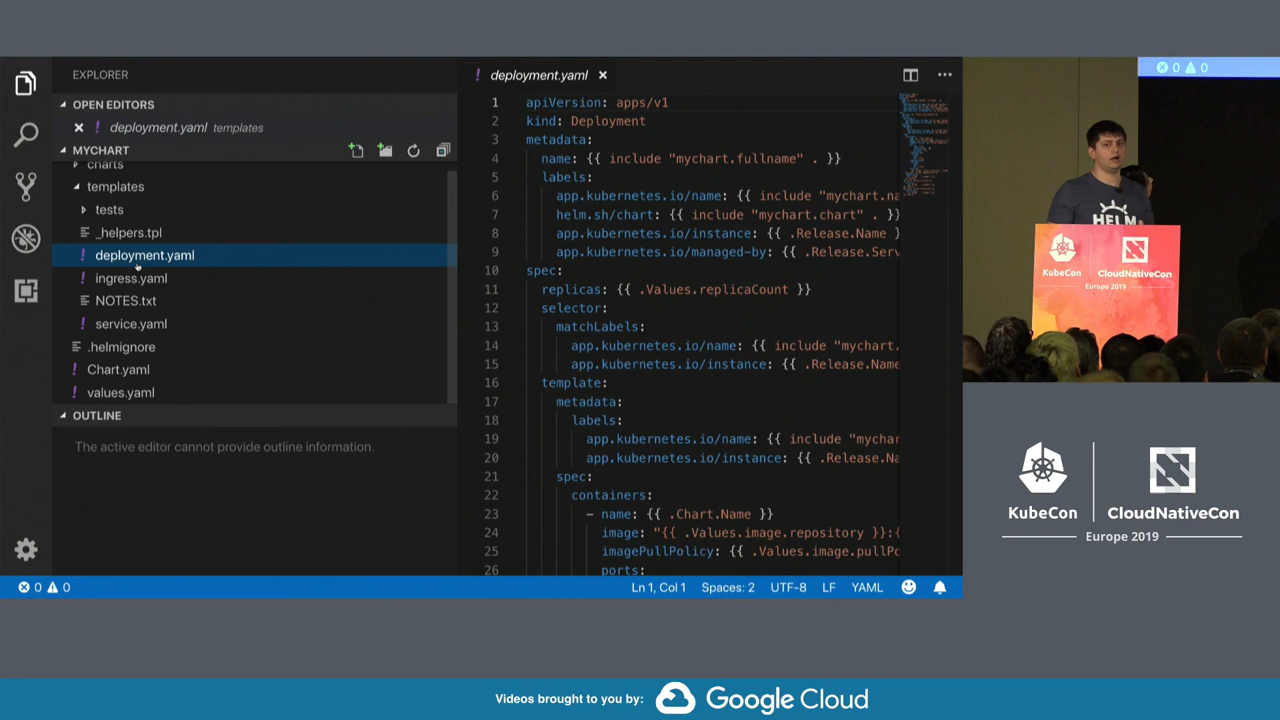 EXPLORER
OPEN EDITORS
deployment.yaml templates
MYCHART
charts
templates
tests
_helpers.tpl
deployment.yaml
ingress.yaml
NOTES.txt
service.yaml
.helmignore
Chart.yaml
values.yaml
OUTLINE
The active editor cannot provide outline information.
deployment.yaml
1 apiVersion: apps/v1
2 kind: Deployment
3 metadata:
4 name: {{ include "mychart.fullname" . }}
5 labels:
6 app.kubernetes.io/name: {{ include "mychart.na
7 helm.sh/chart: {{ include "mychart.chart" . }}
8 app.kubernetes.io/instance: {{ .Release.Name }
9 app.kubernetes.io/managed-by: {{ .Release.Serv
10 spec:
11 replicas: {{ .Values.replicaCount }}
12 selector:
13 matchLabels:
14 app.kubernetes.io/name: {{ include "mychart.
15 app.kubernetes.io/instance: {{ .Release.Name
16 template:
17 metadata:
18 labels:
19 app.kubernetes.io/name: {{ include "mychar
20 app.kubernetes.io/instance: {{ .Release.Na
21 spec:
22 containers:
23 - name: {{ .Chart.Name }}
24 image: "{{ .Values.image.repository }}:{
25 imagePullPolicy: {{ .Values.image.pullPo
26 ports:
0 0
Ln 1, Col 1 Spaces: 2 UTF-8 LF YAML
0 0
HELM
KubeCon CloudNativeCon
Europe 2019
KubeCon CloudNativeCon
Europe 2019
Videos brought to you by: Google Cloud